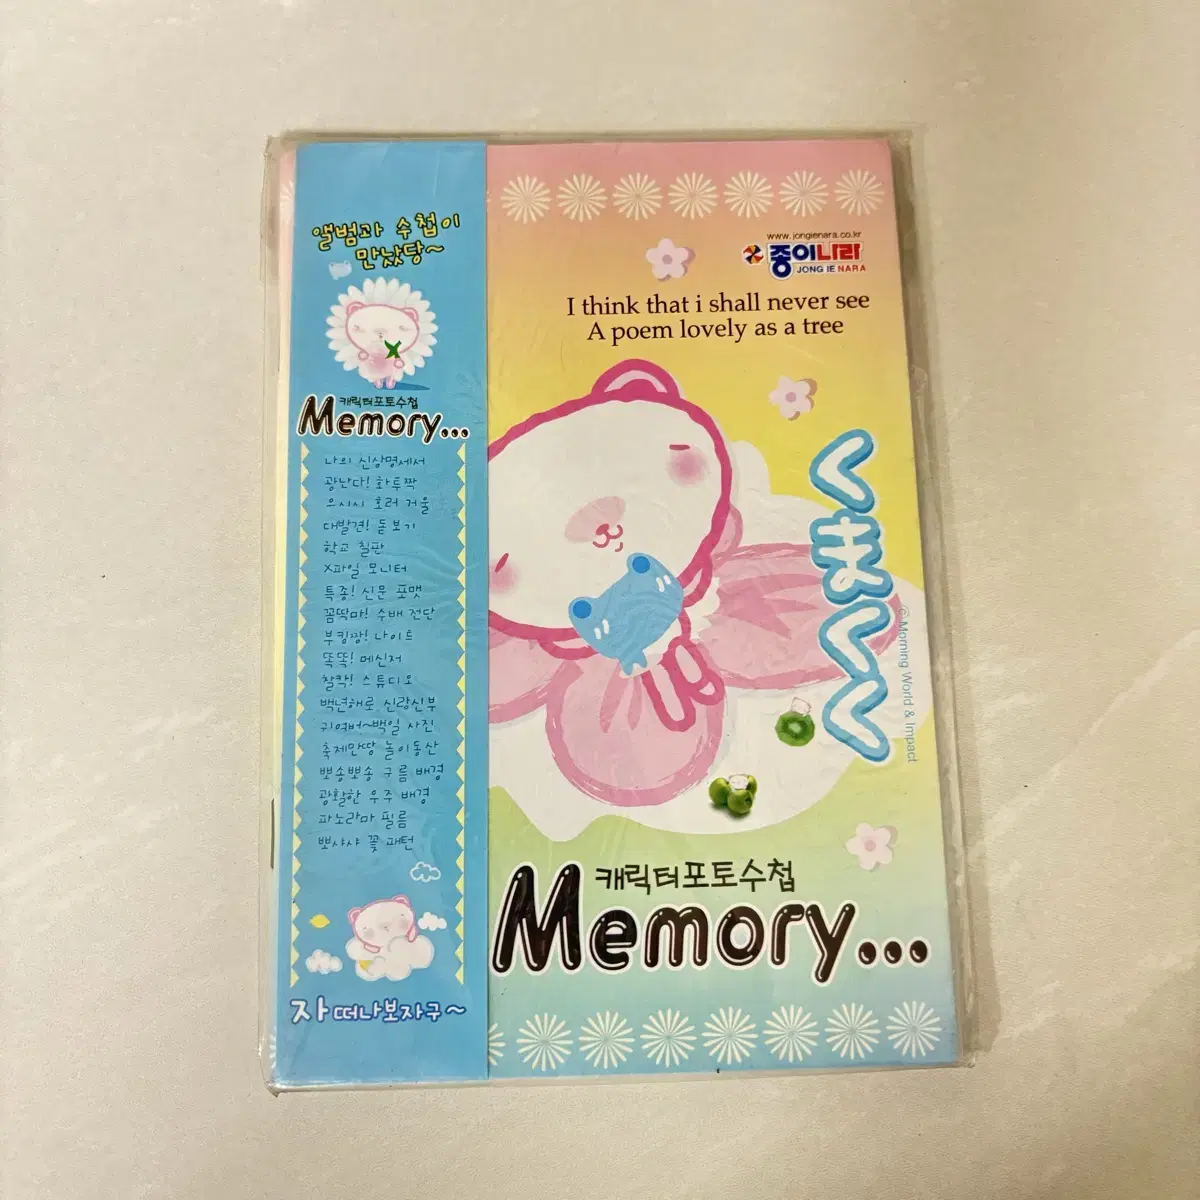 앨범과 수첩이
만났당~
캐릭터포토수첩
Memory...
나의 신상명세서
광난다! 화투짝
으시시 호러 거울
대발견! 돋보기
학교 칠판
X파일 모니터
특종! 신문 포맷
꼼딱마! 수배 전단
부킹짱! 나이트
똑똑! 메신저
찰칵! 스튜디오
백년해로 신랑신부
귀여버~백일 사진
축제만땅 놀이동산
뽀송뽀송 구름 배경
광활한 우주 배경
파노라마 필름
뽀샤샤 꽃 패턴
자 떠나보자구~
www.jongienara.co.kr
종이나라
JONG IE NARA
I think that i shall never see
A poem lovely as a tree
くまくく
© Morning World & Impact
캐릭터포토수첩
Memory...